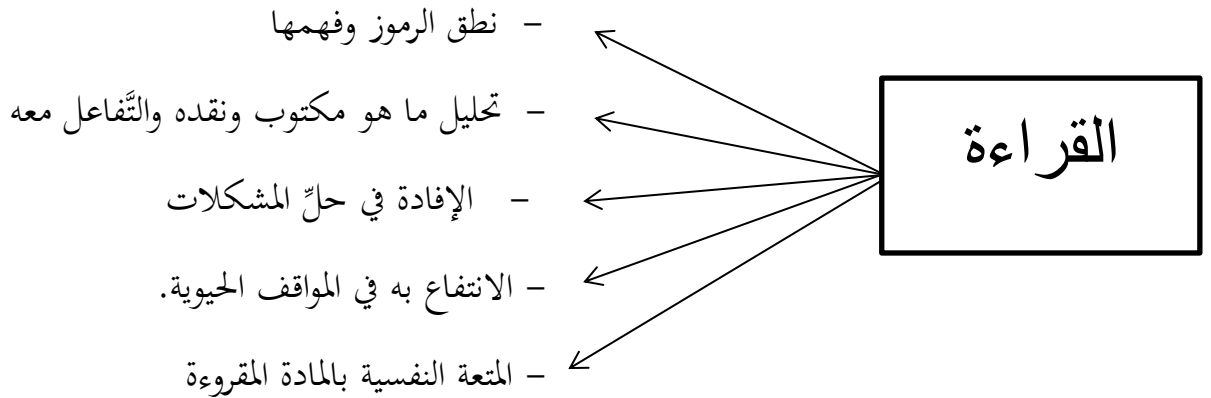 القراءة
– نطق الرموز وفهمها
– تحليل ما هو مكتوب ونقده والتَّفاعل معه
– الإفادة في حلِّ المشكلات
– الانتفاع به في المواقف الحيوية.
– المتعة النفسية بالمادة المقروءة